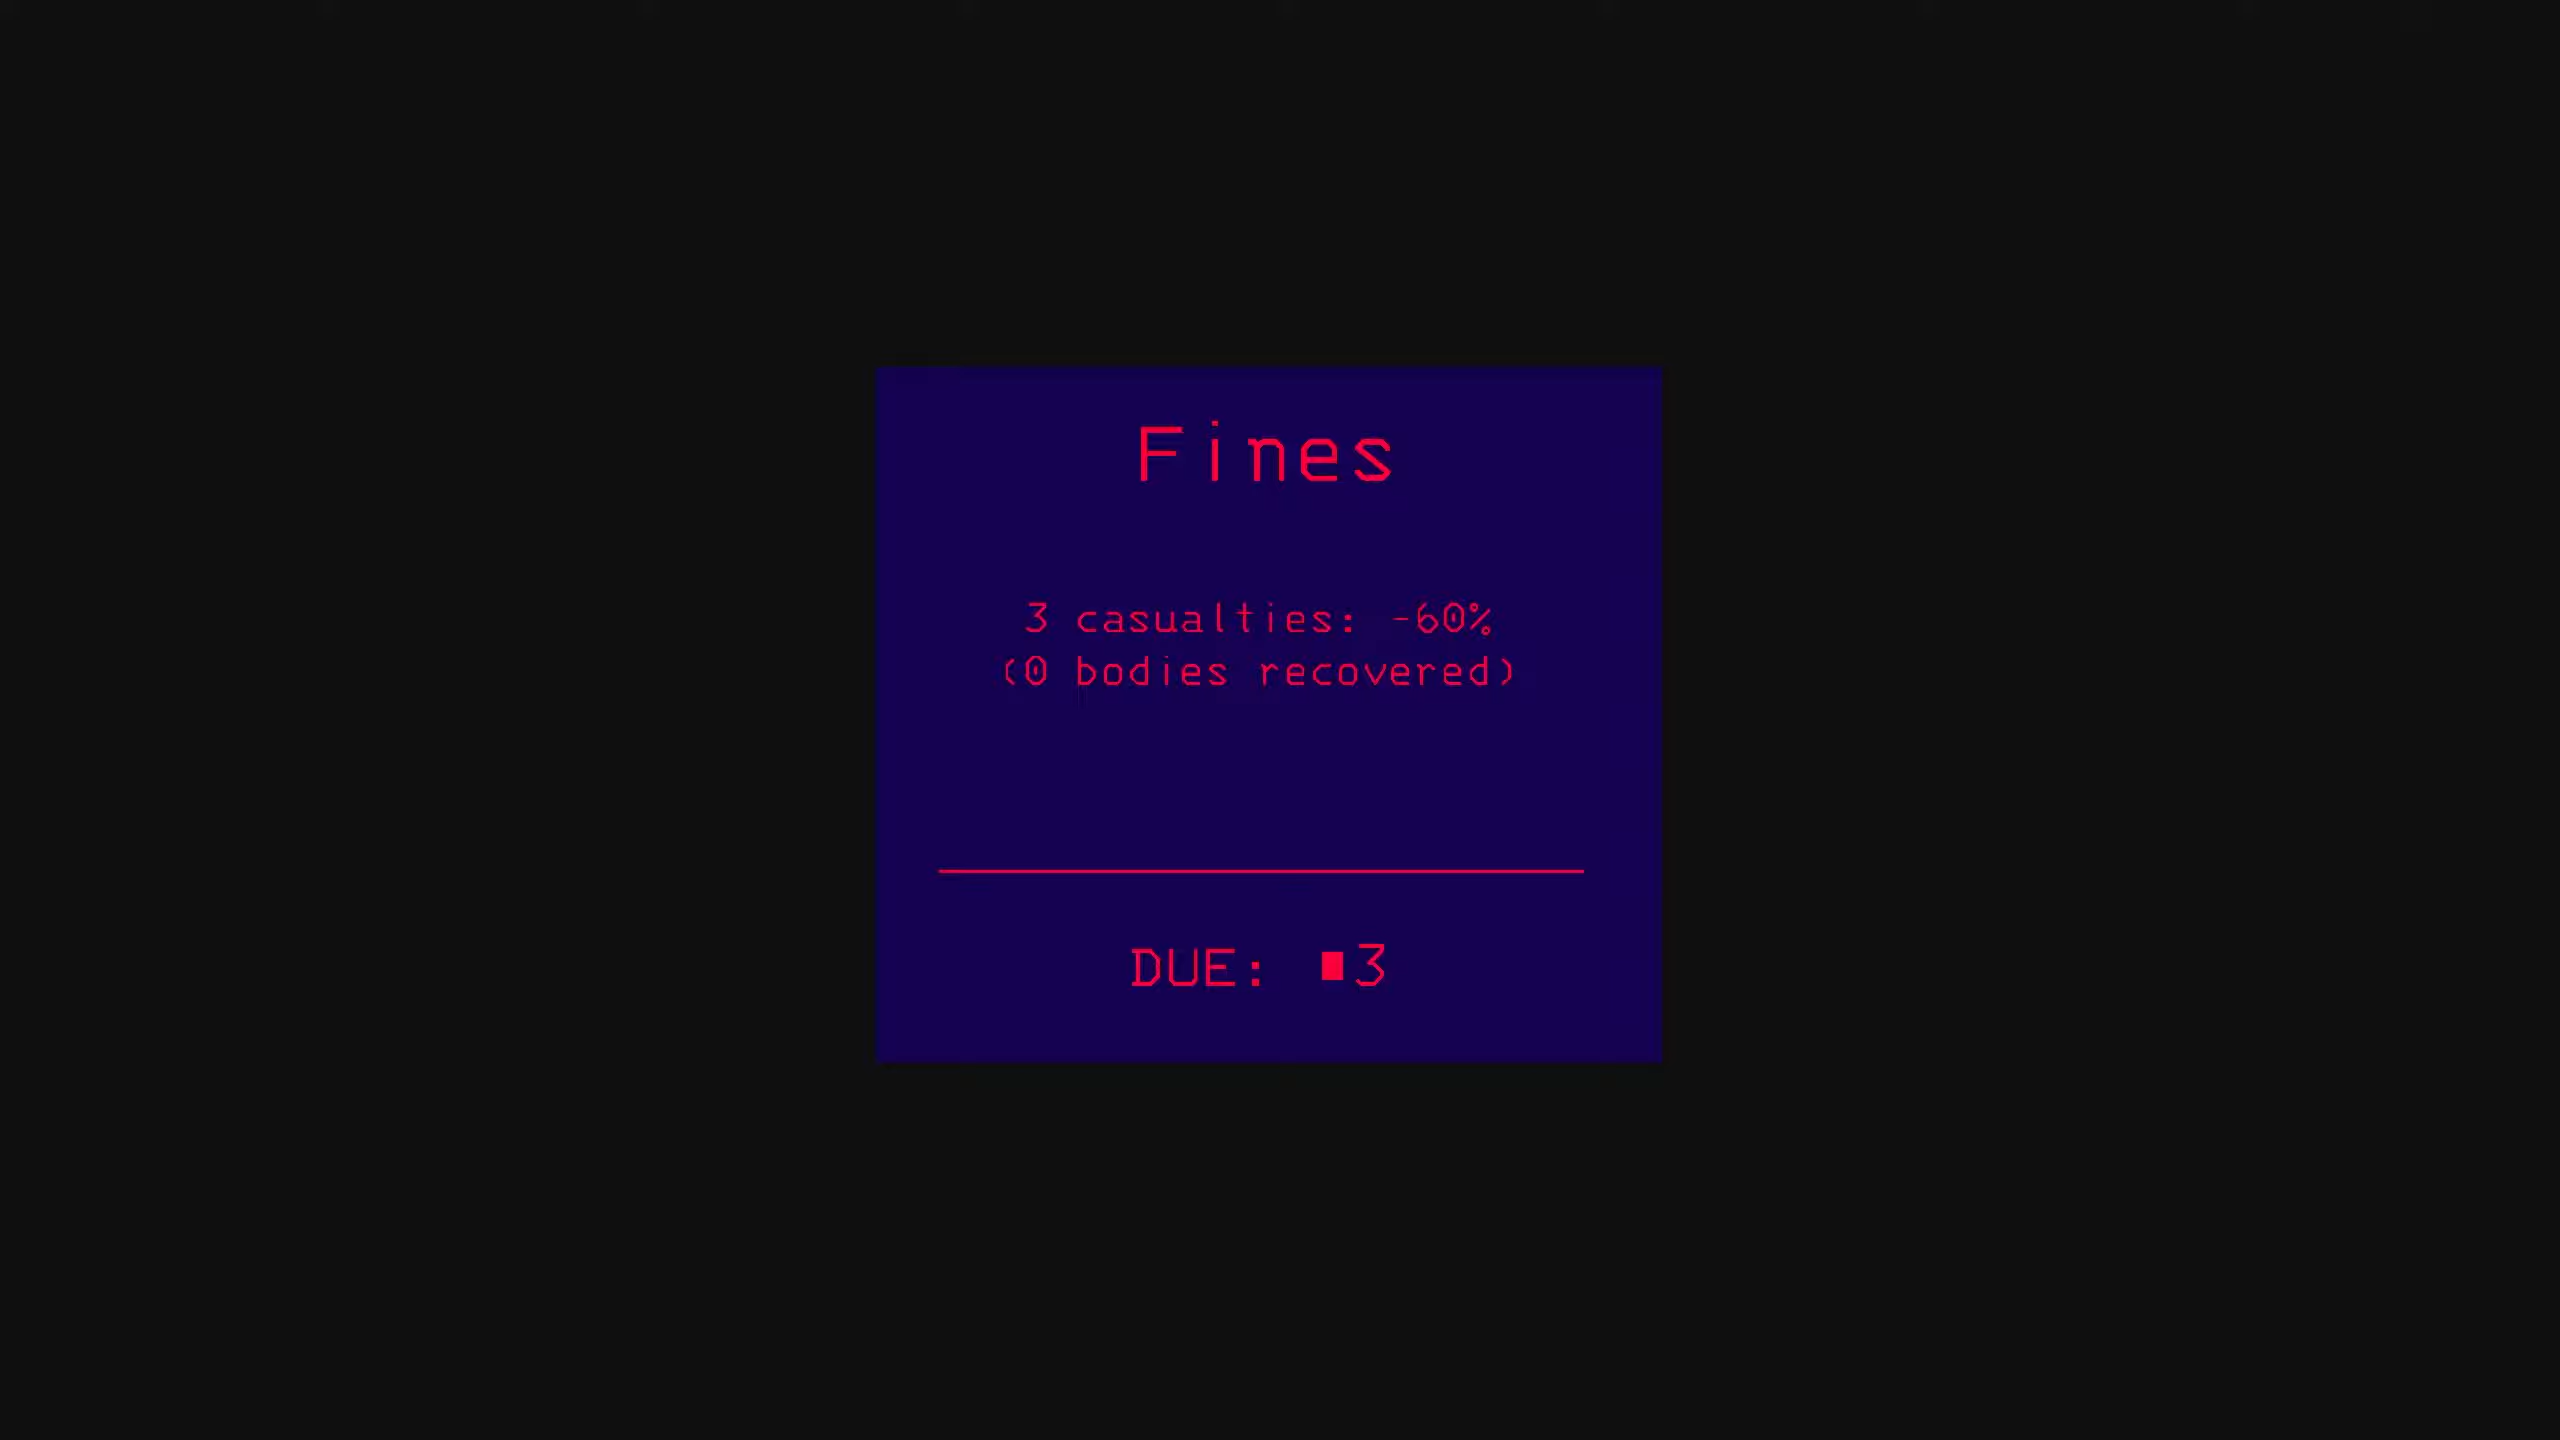 Fines
3 casualties: -60%
(0 bodies recovered)
DUE: ■3